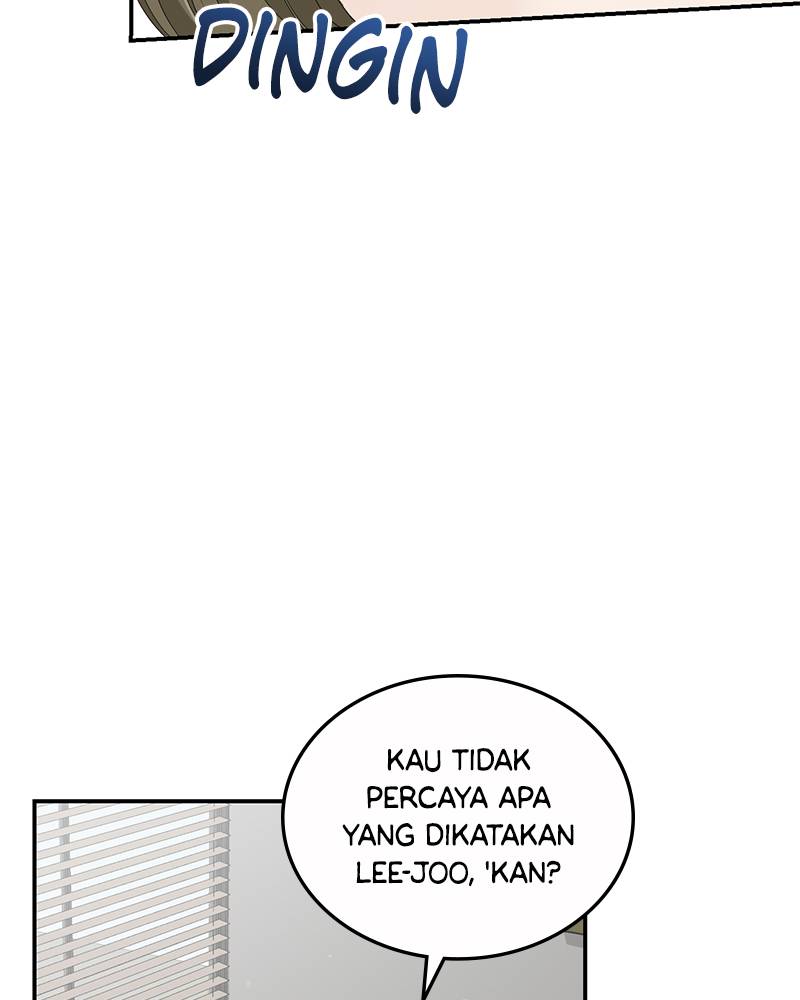 DINGIN
KAU TIDAK
PERCAYA APA
YANG DIKATAKAN
LEE-JOO, 'KAN?